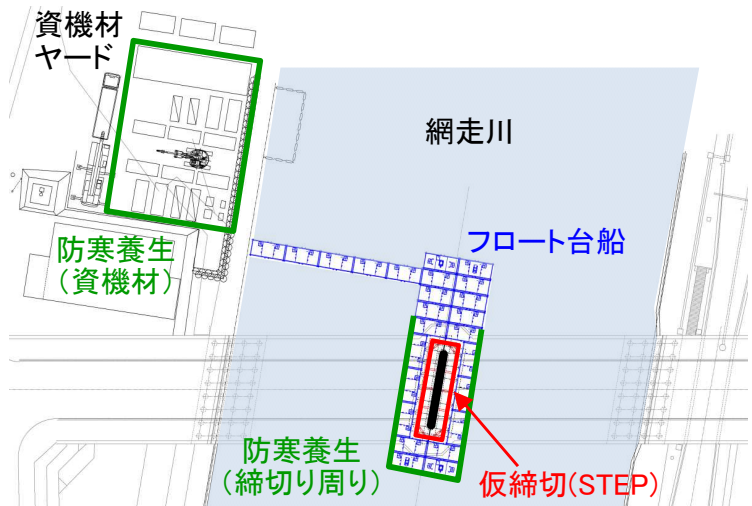 資機材
ヤード
網走川
フロート台船
防寒養生
（資機材）
防寒養生
（締切り周り）
仮締切(STEP)